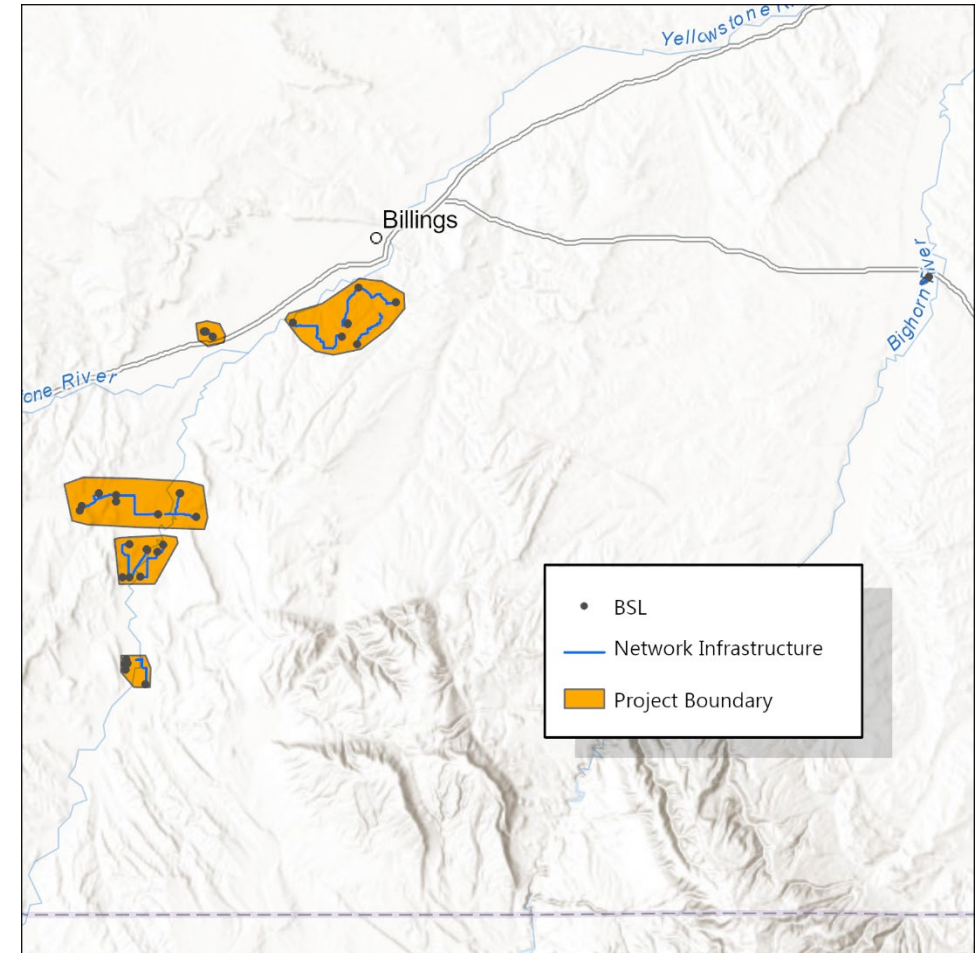 Yellowstone R
Billings
Bighorn River
one River
BSL
Network Infrastructure
Project Boundary